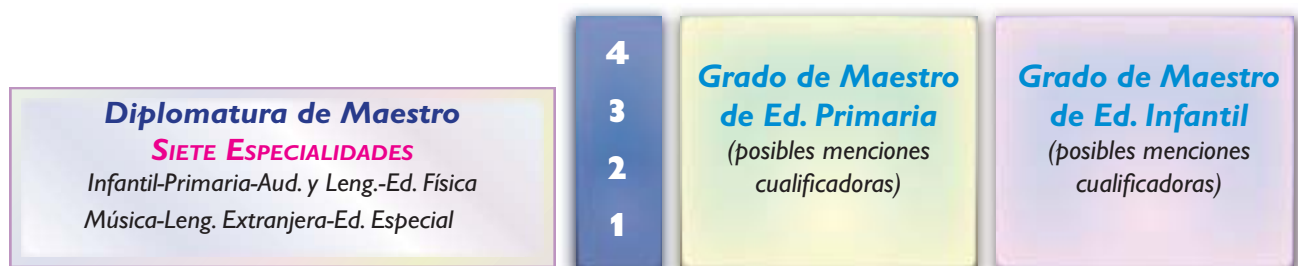 Diplomatura de Maestro
SIETE ESPECIALIDADES
Infantil-Primaria-Aud. y Leng.-Ed. Física
Música-Leng. Extranjera-Ed. Especial
4
3
2
1
Grado de Maestro
de Ed. Primaria
(posibles menciones
cualificadoras)
Grado de Maestro
de Ed. Infantil
(posibles menciones
cualificadoras)